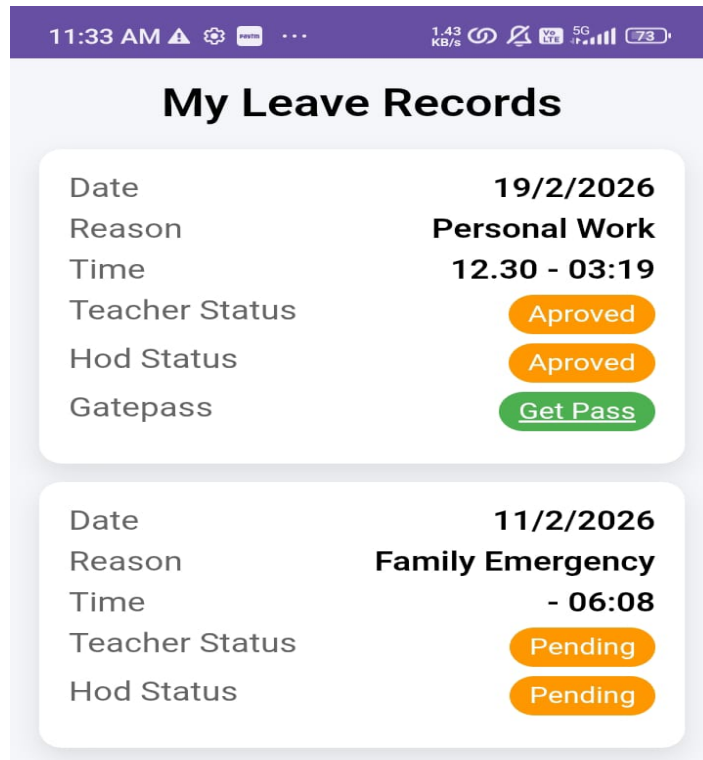 11:33 AM paytm ... 1.43 KB/s Vo LTE 5G 73
My Leave Records
Date 19/2/2026
Reason Personal Work
Time 12.30 - 03:19
Teacher Status Aproved
Hod Status Aproved
Gatepass Get Pass
Date 11/2/2026
Reason Family Emergency
Time - 06:08
Teacher Status Pending
Hod Status Pending